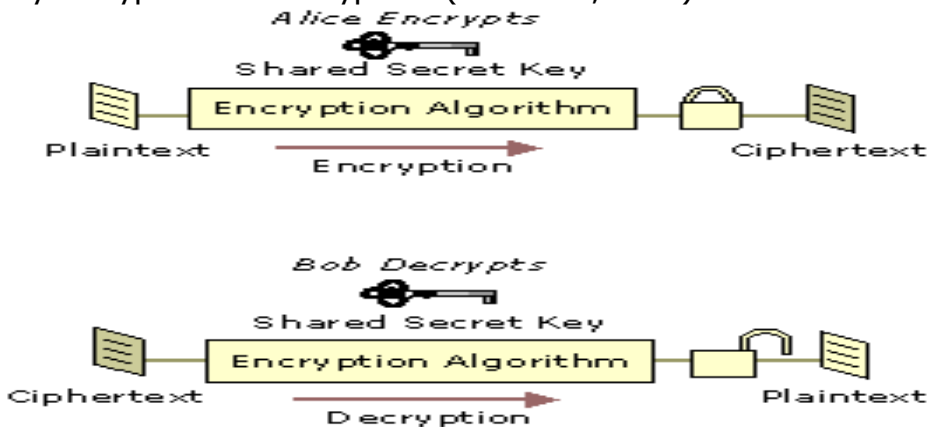 Alice Encrypts
Shared Secret Key
Encryption Algorithm
Plaintext
Ciphertext
Encryption
Bob Decrypts
Shared Secret Key
Encryption Algorithm
Ciphertext
Plaintext
Decryption